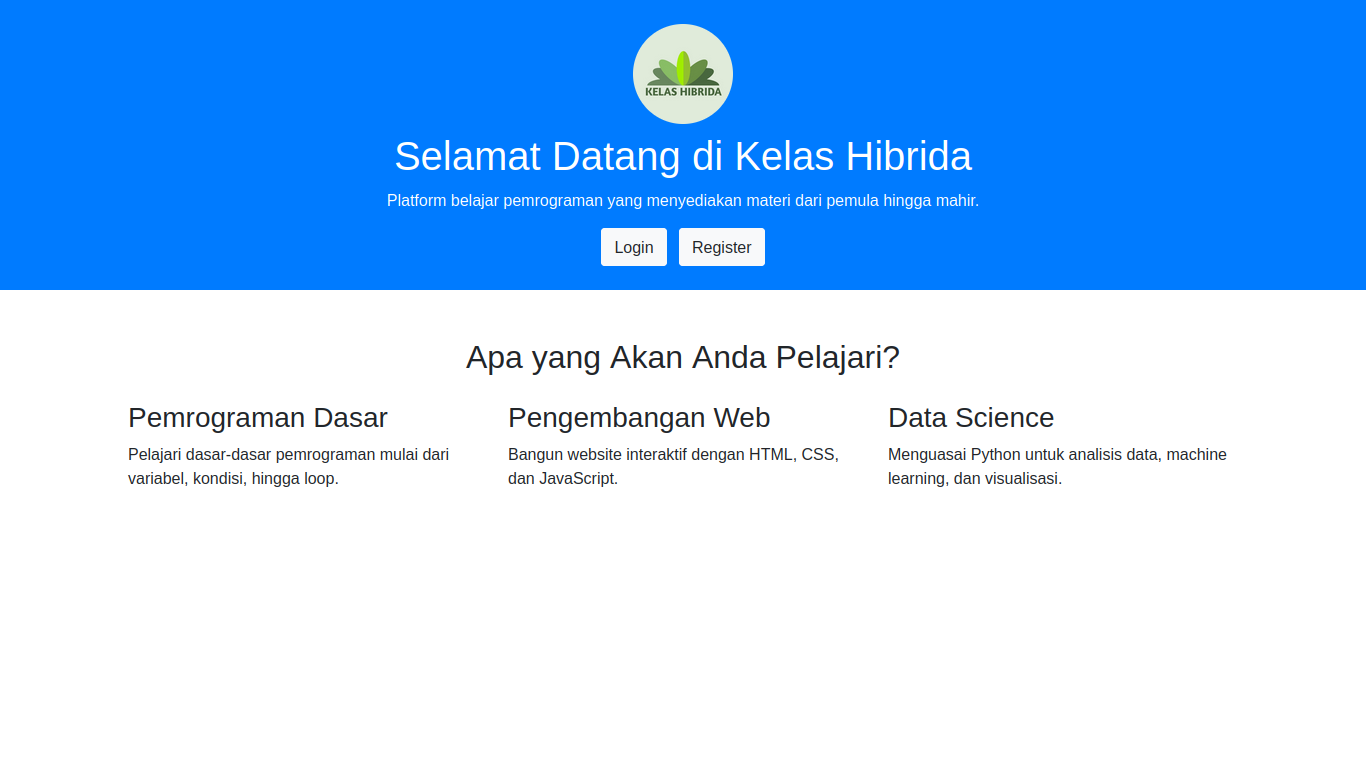 KELAS HIBRIDA
Selamat Datang di Kelas Hibrida
Platform belajar pemrograman yang menyediakan materi dari pemula hingga mahir.
Login
Register
Apa yang Akan Anda Pelajari?
Pemrograman Dasar
Pelajari dasar-dasar pemrograman mulai dari
variabel, kondisi, hingga loop.
Pengembangan Web
Bangun website interaktif dengan HTML, CSS,
dan JavaScript.
Data Science
Menguasai Python untuk analisis data, machine
learning, dan visualisasi.